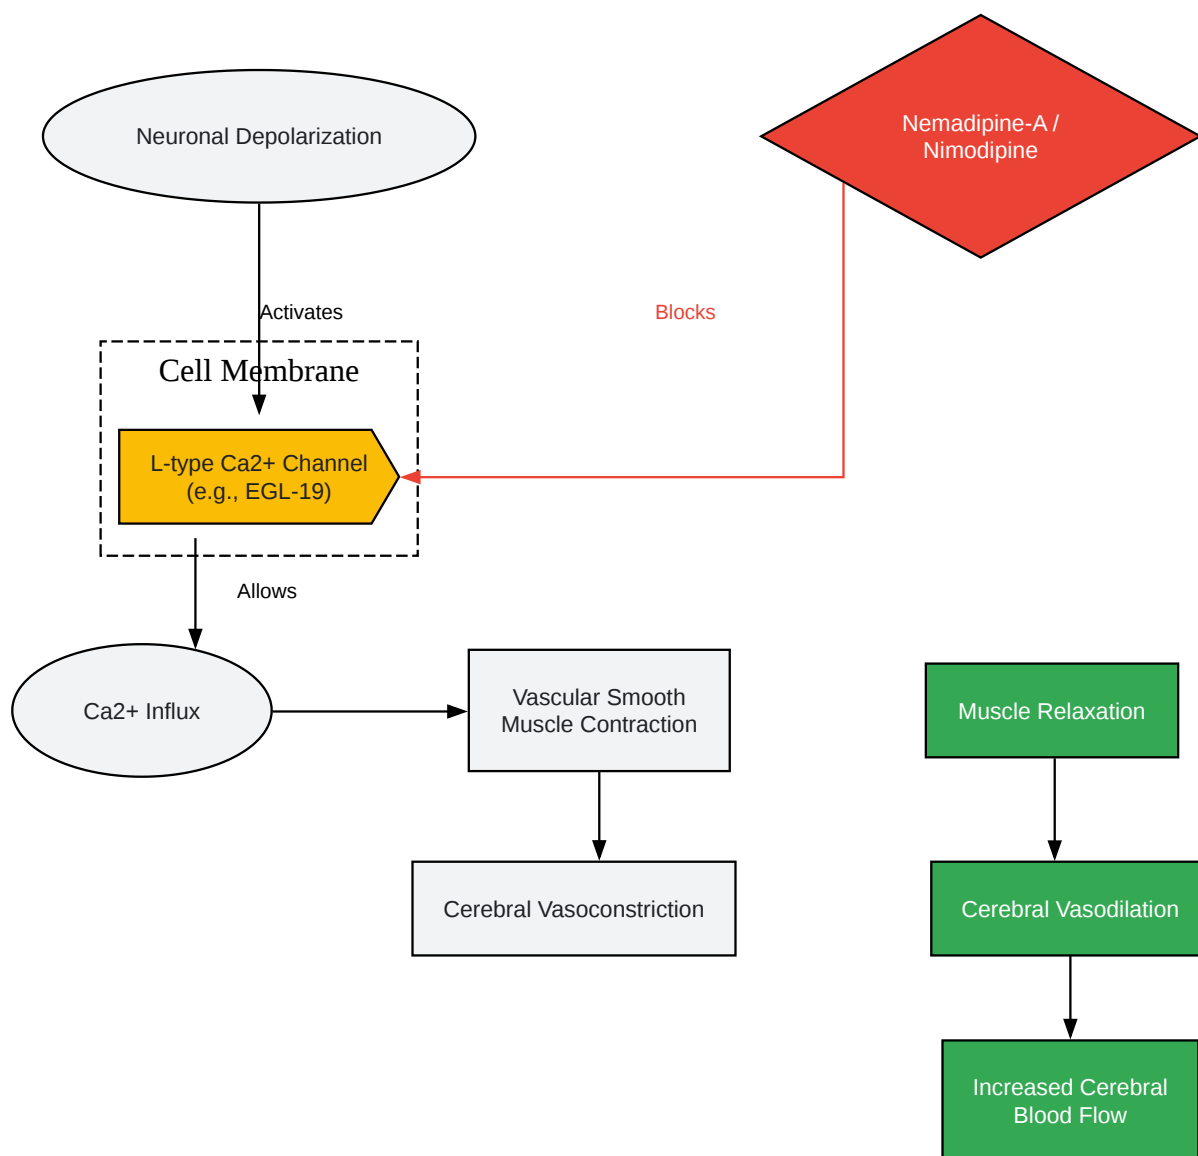 Neuronal Depolarization
Nemadipine-A /
Nimodipine
Activates
Blocks
Cell Membrane
L-type Ca2+ Channel
(e.g., EGL-19)
Allows
Ca2+ Influx
Vascular Smooth
Muscle Contraction
Muscle Relaxation
Cerebral Vasoconstriction
Cerebral Vasodilation
Increased Cerebral
Blood Flow